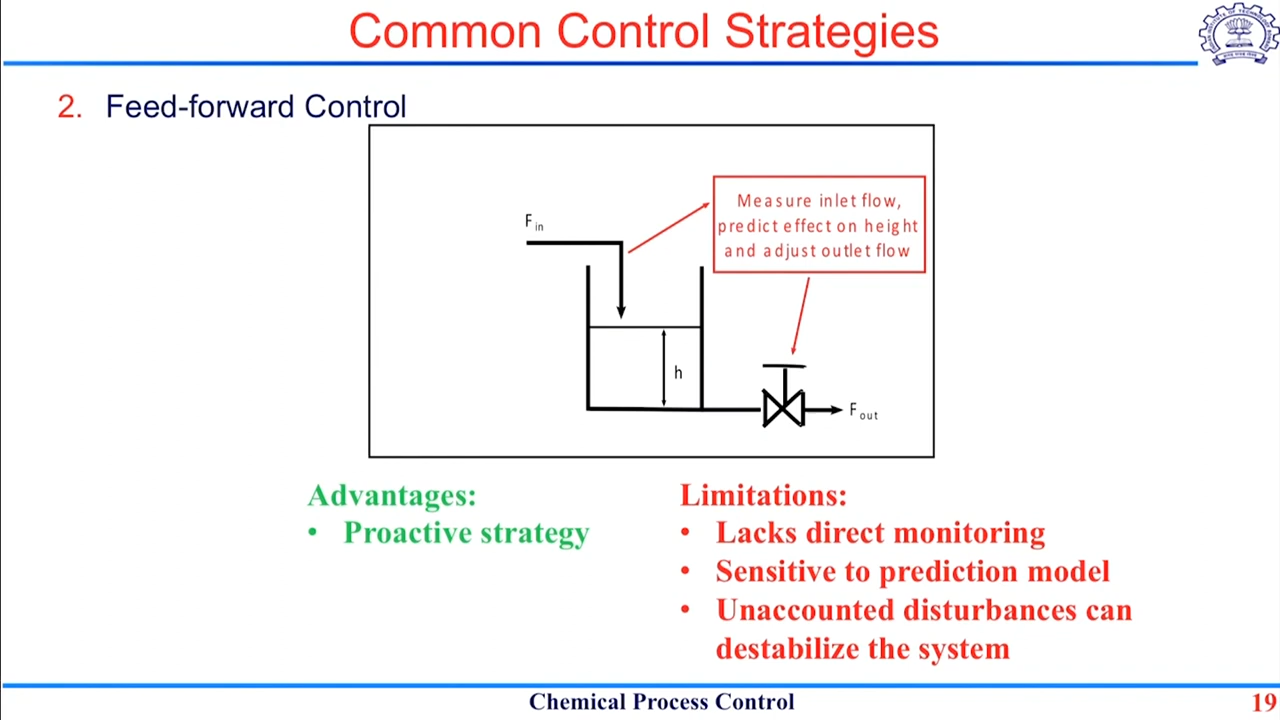 Common Control Strategies
2. Feed-forward Control
Measure inlet flow,
predict effect on height
and adjust outlet flow
F in
h
F out
Advantages:
• Proactive strategy
Limitations:
• Lacks direct monitoring
• Sensitive to prediction model
• Unaccounted disturbances can
destabilize the system
Chemical Process Control
19